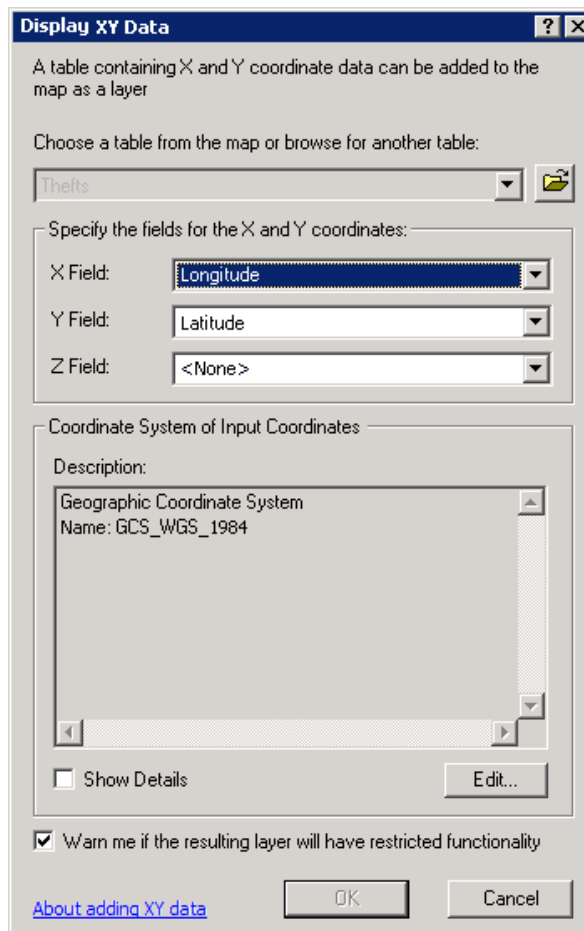 Display XY Data
A table containing X and Y coordinate data can be added to the
map as a layer
Choose a table from the map or browse for another table:
Thefts
Specify the fields for the X and Y coordinates:
X Field: Longitude
Y Field: Latitude
Z Field: <None>
Coordinate System of Input Coordinates
Description:
Geographic Coordinate System
Name: GCS_WGS_1984
Show Details Edit...
Warn me if the resulting layer will have restricted functionality
About adding XY data OK Cancel